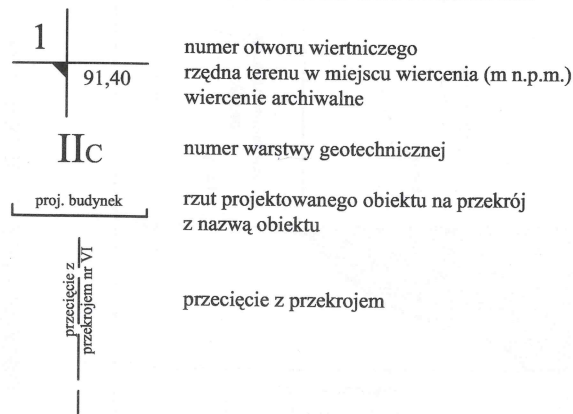 1
numer otworu wiertniczego
91,40
rzędna terenu w miejscu wiercenia (m n.p.m.)
wiercenie archiwalne
IIc
numer warstwy geotechnicznej
proj. budynek
rzut projektowanego obiektu na przekrój
z nazwą obiektu
przecięcie z
przekrojem nr VI
przecięcie z przekrojem